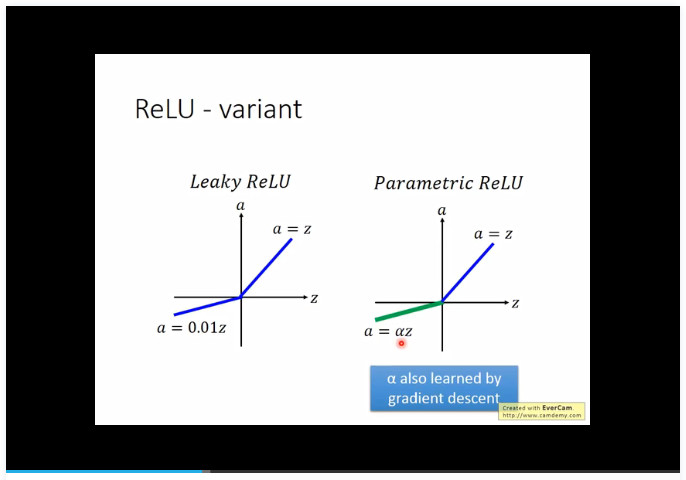 ReLU - variant
Leaky ReLU
a
a = z
z
a = 0.01z
Parametric ReLU
a
a = z
z
a = αz
α also learned by
gradient descent
Created with EverCam
http://www.camdemy.com